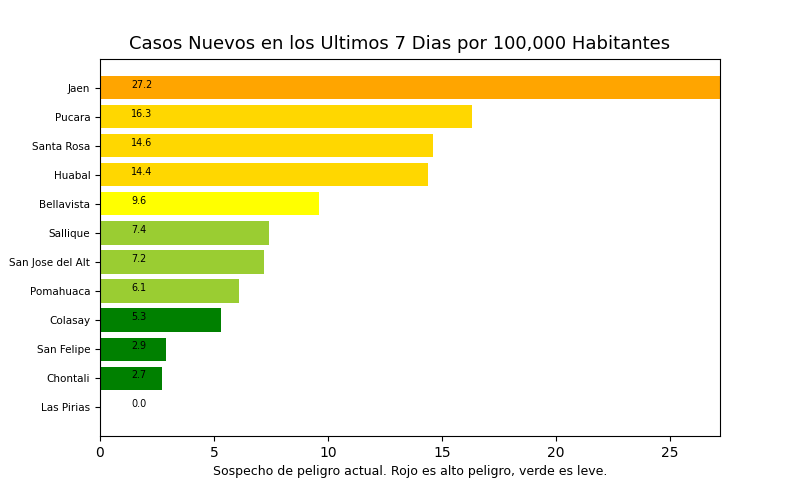 Casos Nuevos en los Ultimos 7 Dias por 100,000 Habitantes
Jaen 27.2
Pucara 16.3
Santa Rosa 14.6
Huabal 14.4
Bellavista 9.6
Sallique 7.4
San Jose del Alt 7.2
Pomahuaca 6.1
Colasay 5.3
San Felipe 2.9
Chontali 2.7
Las Pirias 0.0
0 5 10 15 20 25
Sospecho de peligro actual. Rojo es alto peligro, verde es leve.